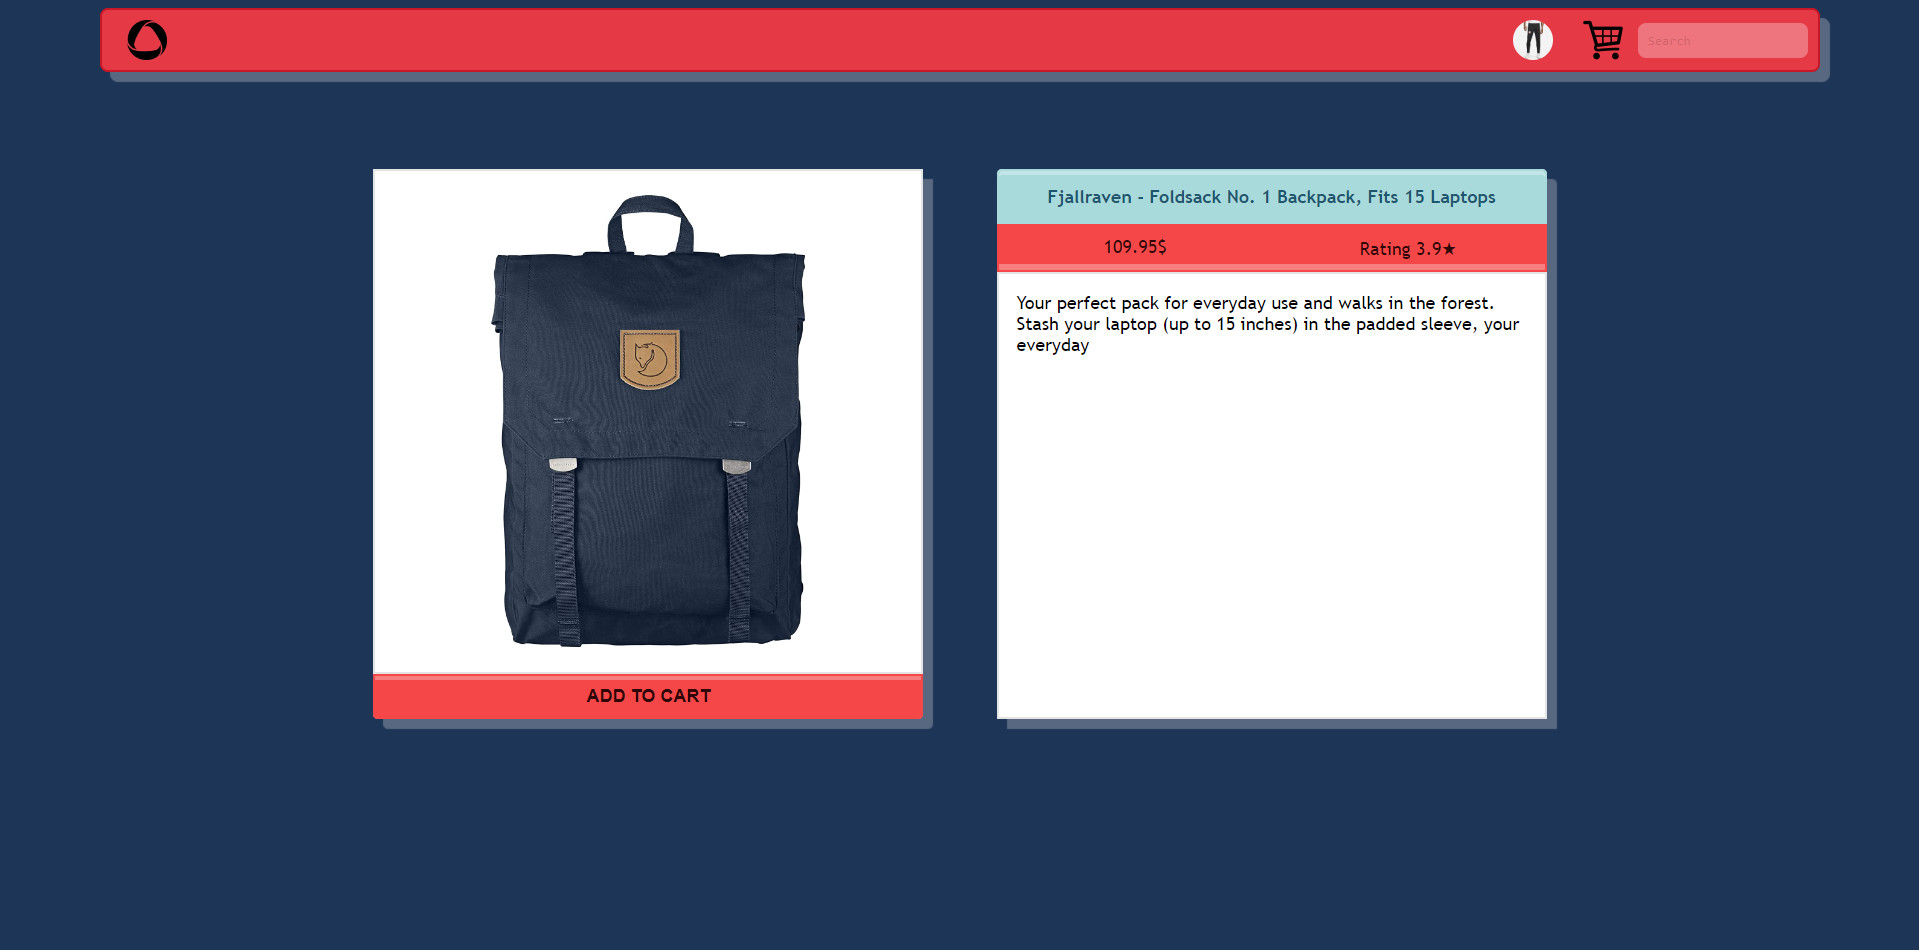 Search
Fjallraven - Foldsack No. 1 Backpack, Fits 15 Laptops
109.95$
Rating 3.9★
Your perfect pack for everyday use and walks in the forest.
Stash your laptop (up to 15 inches) in the padded sleeve, your
everyday
ADD TO CART